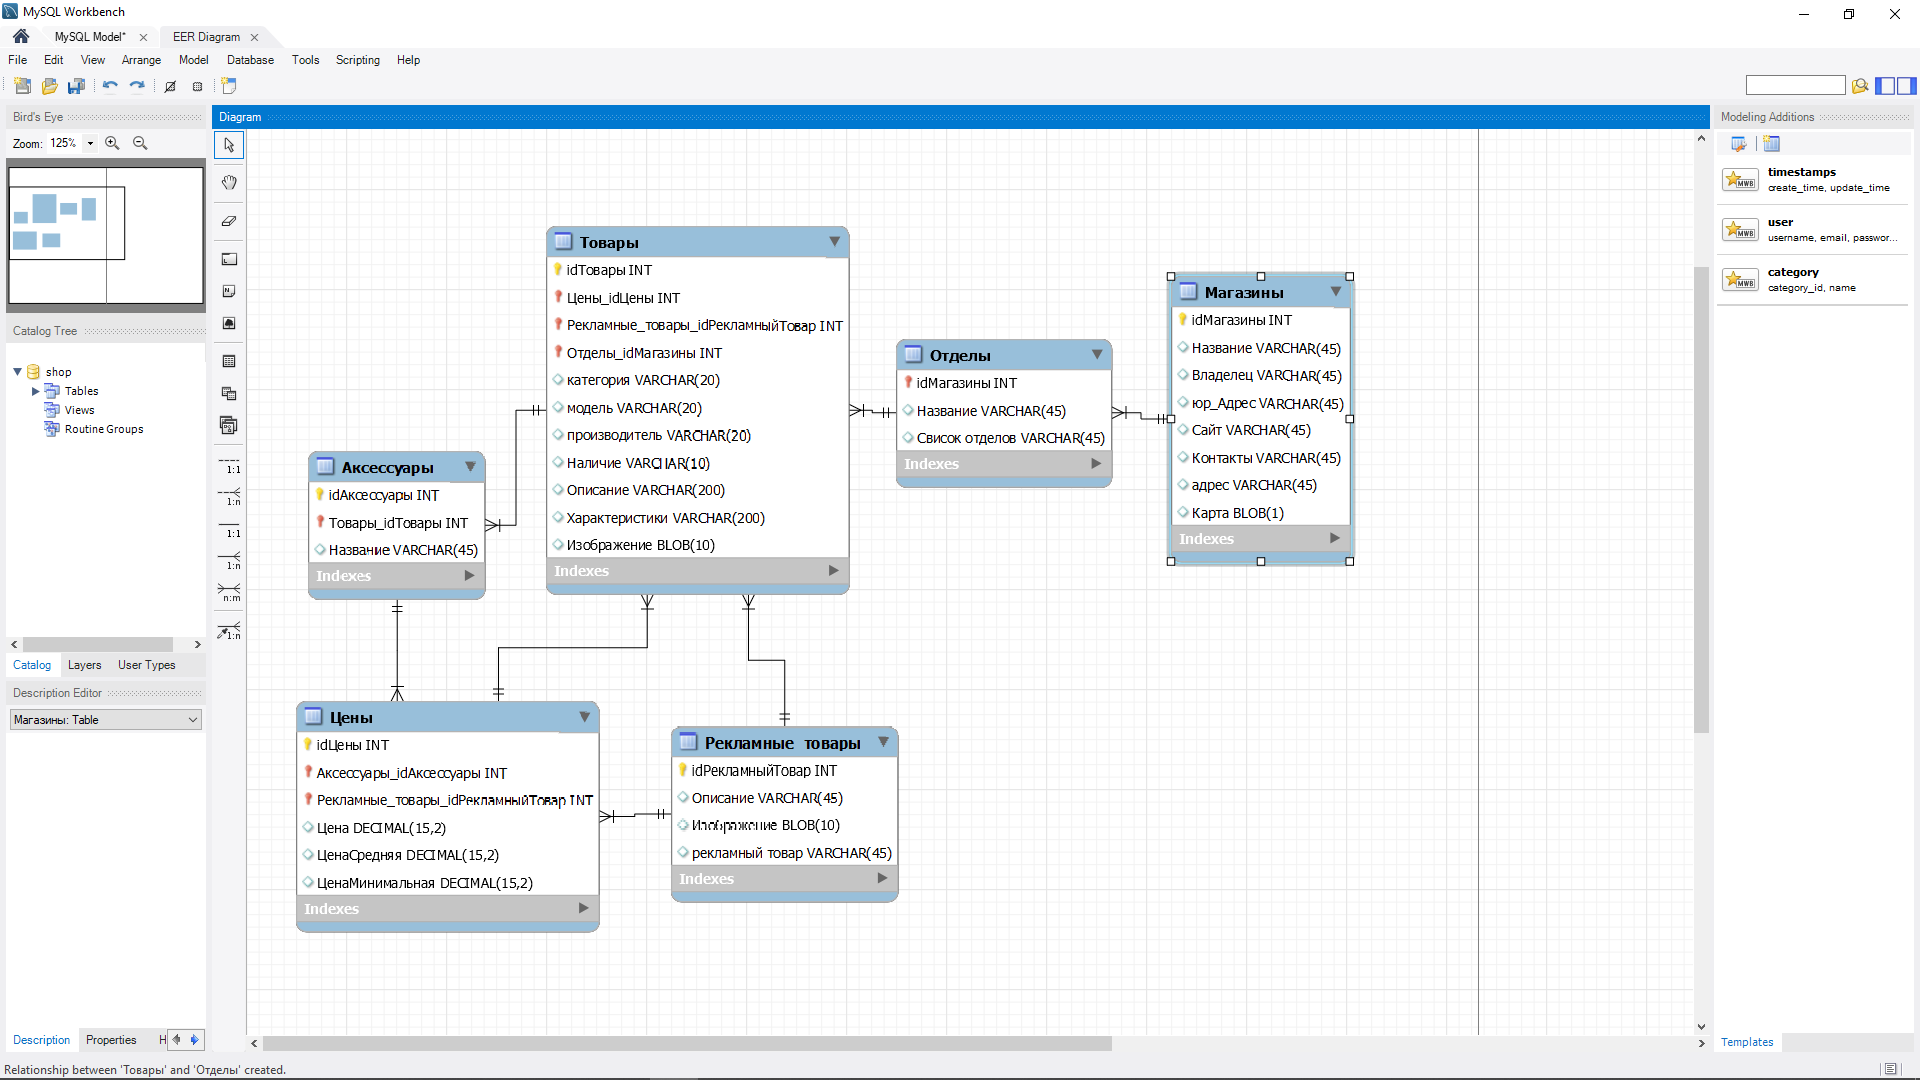 MySQL Workbench
MySQL Model*
EER Diagram
File Edit View Arrange Model Database Tools Scripting Help
Bird's Eye
Zoom: 125%
Catalog Tree
shop
Tables
Views
Routine Groups
Catalog Layers User Types
Description Editor
Магазины: Table
Description Properties H
Relationship between 'Товары' and 'Отделы' created.
Diagram
1:1
1:n
1:1
1:n
n:m
1:n
Товары
idТовары INT
Цены_idЦены INT
Рекламные_товары_idРекламныйТовар INT
Отделы_idМагазины INT
категория VARCHAR(20)
модель VARCHAR(20)
производитель VARCHAR(20)
Наличие VARCHAR(10)
Описание VARCHAR(200)
Характеристики VARCHAR(200)
Изображение BLOB(10)
Indexes
Отделы
idМагазины INT
Название VARCHAR(45)
Свисок отделов VARCHAR(45)
Indexes
Магазины
idМагазины INT
Название VARCHAR(45)
Владелец VARCHAR(45)
юр_Адрес VARCHAR(45)
Сайт VARCHAR(45)
Контакты VARCHAR(45)
адрес VARCHAR(45)
Карта BLOB(1)
Indexes
Аксессуары
idАксессуары INT
Товары_idТовары INT
Название VARCHAR(45)
Indexes
Цены
idЦены INT
Аксессуары_idАксессуары INT
Рекламные_товары_idРекламныйТовар INT
Цена DECIMAL(15,2)
ЦенаСредняя DECIMAL(15,2)
ЦенаМинимальная DECIMAL(15,2)
Indexes
Рекламные товары
idРекламныйТовар INT
Описание VARCHAR(45)
Изображение BLOB(10)
рекламный товар VARCHAR(45)
Indexes
Modeling Additions
timestamps
create_time, update_time
user
username, email, passwor...
category
category_id, name
Templates